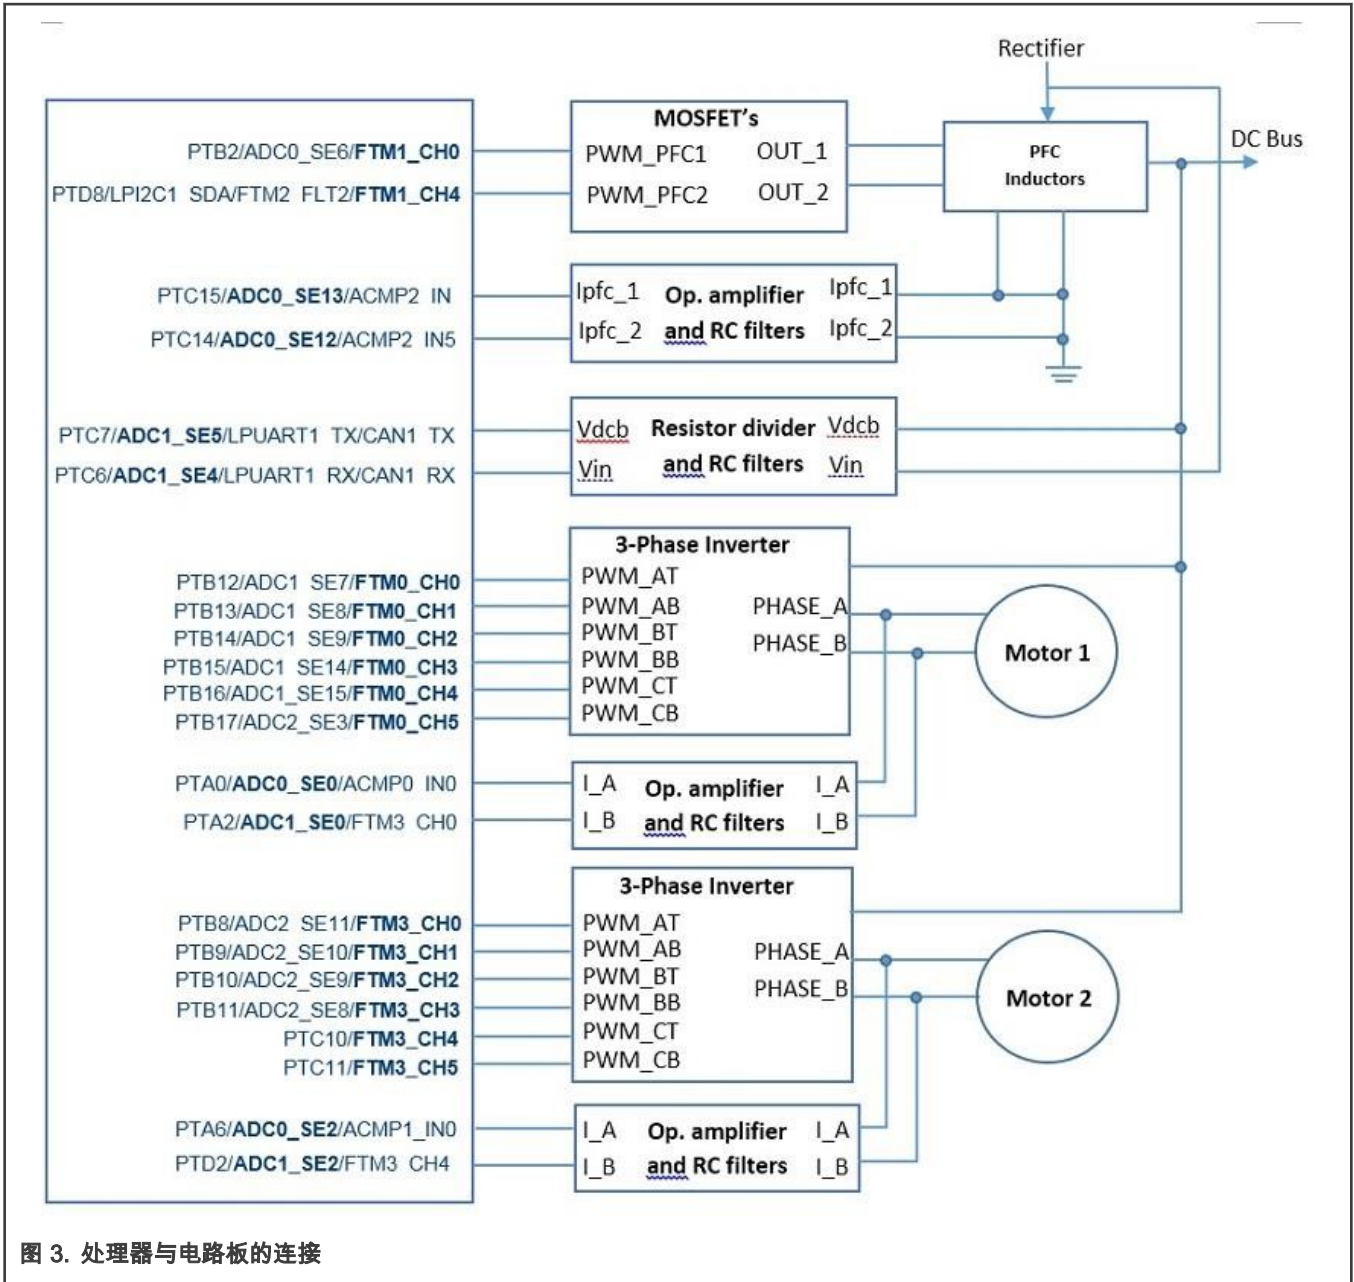 Rectifier
DC Bus
PTB2/ADC0_SE6/FTM1_CH0
PTD8/LPI2C1 SDA/FTM2 FLT2/FTM1_CH4
MOSFET's
PWM_PFC1 OUT_1
PWM_PFC2 OUT_2
PFC
Inductors
PTC15/ADC0_SE13/ACMP2 IN
PTC14/ADC0_SE12/ACMP2 IN5
Ipfc_1 Op. amplifier Ipfc_1
Ipfc_2 and RC filters Ipfc_2
PTC7/ADC1_SE5/LPUART1 TX/CAN1 TX
PTC6/ADC1_SE4/LPUART1 RX/CAN1 RX
Vdcb Resistor divider Vdcb
Vin and RC filters Vin
PTB12/ADC1 SE7/FTM0_CH0
PTB13/ADC1 SE8/FTM0_CH1
PTB14/ADC1 SE9/FTM0_CH2
PTB15/ADC1 SE14/FTM0_CH3
PTB16/ADC1_SE15/FTM0_CH4
PTB17/ADC2_SE3/FTM0_CH5
3-Phase Inverter
PWM_AT
PWM_AB PHASE_A
PWM_BT PHASE_B
PWM_BB
PWM_CT
PWM_CB
Motor 1
PTA0/ADC0_SE0/ACMP0 IN0
PTA2/ADC1_SE0/FTM3 CH0
I_A Op. amplifier I_A
I_B and RC filters I_B
PTB8/ADC2 SE11/FTM3_CH0
PTB9/ADC2_SE10/FTM3_CH1
PTB10/ADC2_SE9/FTM3_CH2
PTB11/ADC2_SE8/FTM3_CH3
PTC10/FTM3_CH4
PTC11/FTM3_CH5
3-Phase Inverter
PWM_AT
PWM_AB PHASE_A
PWM_BT PHASE_B
PWM_BB
PWM_CT
PWM_CB
Motor 2
PTA6/ADC0_SE2/ACMP1_IN0
PTD2/ADC1_SE2/FTM3 CH4
I_A Op. amplifier I_A
I_B and RC filters I_B
图 3. 处理器与电路板的连接